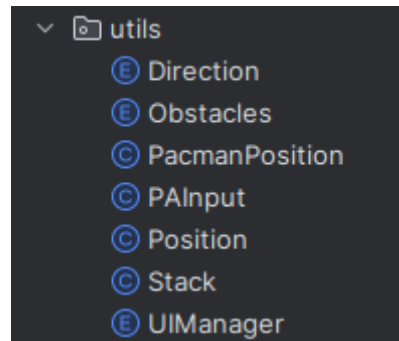 utils
E Direction
E Obstacles
C PacmanPosition
C PAInput
C Position
C Stack
E UIManager